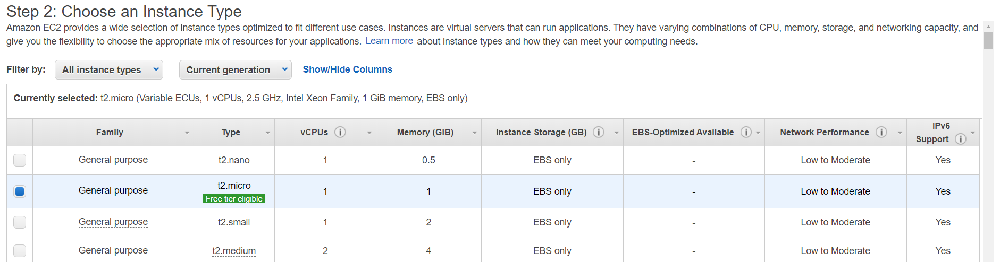 Step 2: Choose an Instance Type
Amazon EC2 provides a wide selection of instance types optimized to fit different use cases. Instances are virtual servers that can run applications. They have varying combinations of CPU, memory, storage, and networking capacity, and
give you the flexibility to choose the appropriate mix of resources for your applications. Learn more about instance types and how they can meet your computing needs.
Filter by: All instance types Current generation Show/Hide Columns
Currently selected: t2.micro (Variable ECUs, 1 vCPUs, 2.5 GHz, Intel Xeon Family, 1 GiB memory, EBS only)
Family Type vCPUs i Memory (GiB) Instance Storage (GB) i EBS-Optimized Available i Network Performance i IPv6 Support i
General purpose t2.nano 1 0.5 EBS only - Low to Moderate Yes
General purpose t2.micro Free tier eligible 1 1 EBS only - Low to Moderate Yes
General purpose t2.small 1 2 EBS only - Low to Moderate Yes
General purpose t2.medium 2 4 EBS only - Low to Moderate Yes